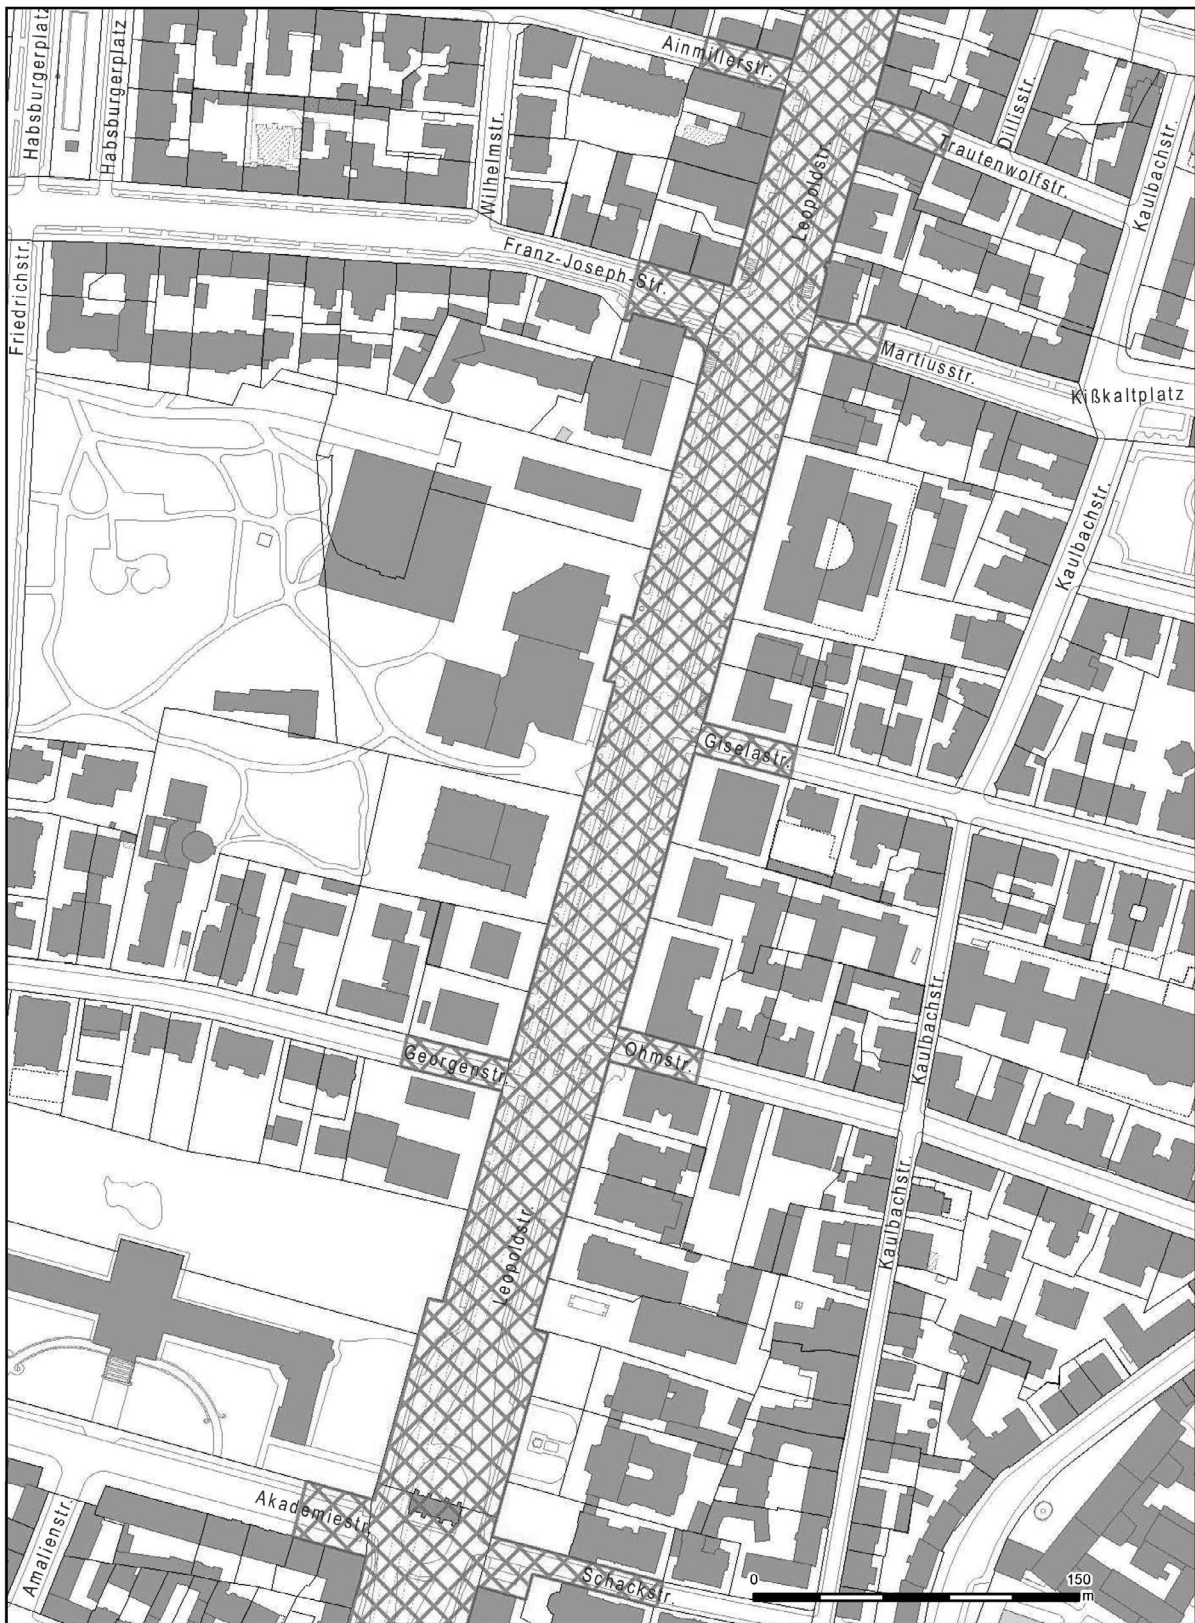 Habsburgerplatz
Habsburgerplatz
Wilhelmstr.
Ainmillerstr.
Leopoldstr.
Dillisstr.
Trautenwolfstr.
Kaulbachstr.
Friedrichstr.
Franz-Joseph-Str.
Martiusstr.
Kißkaltplatz
Kaulbachstr.
Giselastr.
Georgenstr.
Ohmstr.
Kaulbachstr.
Kaulbachstr.
Leopoldstr.
Akademiestr.
Amalienstr.
Schackstr.
0 150
m